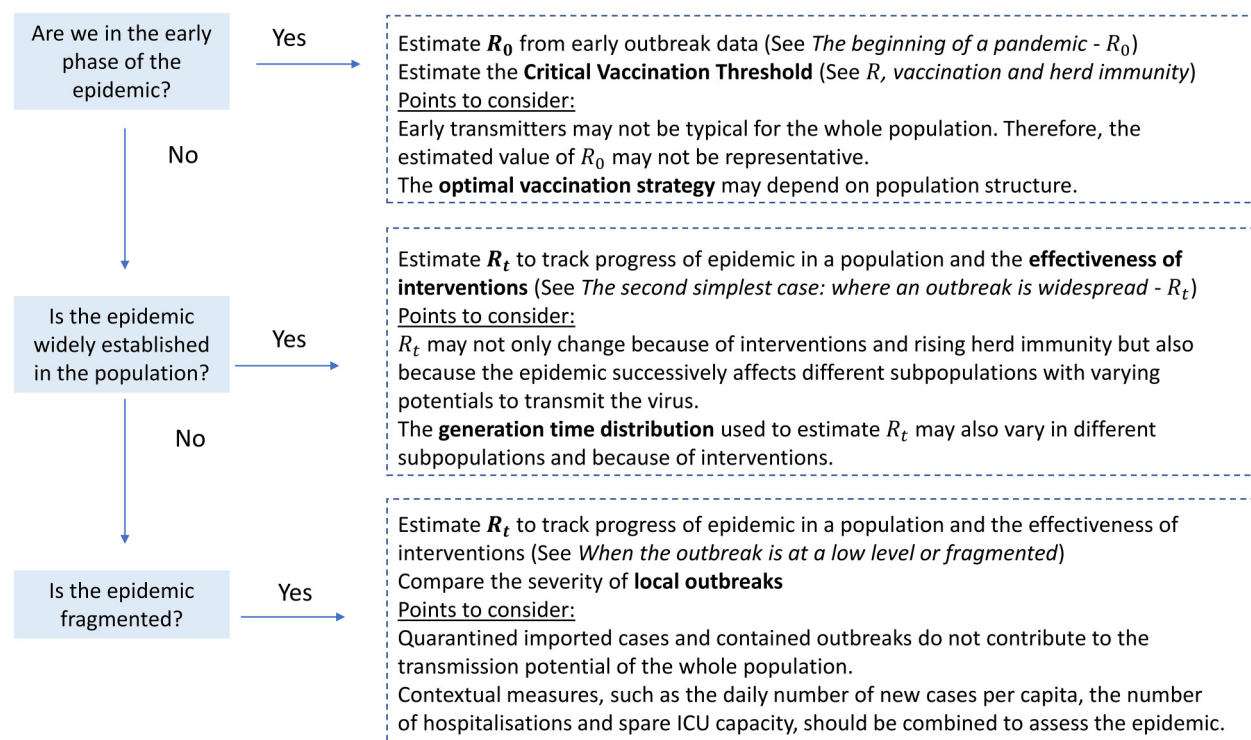 Are we in the early
phase of the
epidemic?
Yes
Estimate R₀ from early outbreak data (See The beginning of a pandemic - R₀)
Estimate the Critical Vaccination Threshold (See R, vaccination and herd immunity)
Points to consider:
Early transmitters may not be typical for the whole population. Therefore, the
estimated value of R₀ may not be representative.
The optimal vaccination strategy may depend on population structure.
No
Is the epidemic
widely established
in the population?
Yes
Estimate Rₜ to track progress of epidemic in a population and the effectiveness of
interventions (See The second simplest case: where an outbreak is widespread - Rₜ)
Points to consider:
Rₜ may not only change because of interventions and rising herd immunity but also
because the epidemic successively affects different subpopulations with varying
potentials to transmit the virus.
The generation time distribution used to estimate Rₜ may also vary in different
subpopulations and because of interventions.
No
Is the epidemic
fragmented?
Yes
Estimate Rₜ to track progress of epidemic in a population and the effectiveness of
interventions (See When the outbreak is at a low level or fragmented)
Compare the severity of local outbreaks
Points to consider:
Quarantined imported cases and contained outbreaks do not contribute to the
transmission potential of the whole population.
Contextual measures, such as the daily number of new cases per capita, the number
of hospitalisations and spare ICU capacity, should be combined to assess the epidemic.